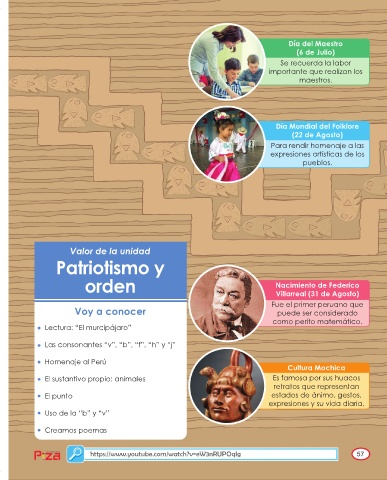 Día del Maestro
(6 de Julio)
Se recuerda la labor
importante que realizan los
maestros.
Día Mundial del Folklore
(22 de Agosto)
Para rendir homenaje a las
expresiones artísticas de los
pueblos.
Valor de la unidad
Patriotismo y
orden
Voy a conocer
Lectura: “El murcipájaro”
Las consonantes “v”, “b”, “f”, “h” y “j”
Homenaje al Perú
El sustantivo propio: animales
El punto
Uso de la “b” y “v”
Creamos poemas
Nacimiento de Federico
Villarreal (31 de Agosto)
Fue el primer peruano que
puede ser considerado
como perito matemático.
Cultura Mochica
Es famosa por sus huacos
retratos que representan
estados de ánimo, gestos,
expresiones y su vida diaria.
https://www.youtube.com/watch?v=eW3nRUPOqIg
57